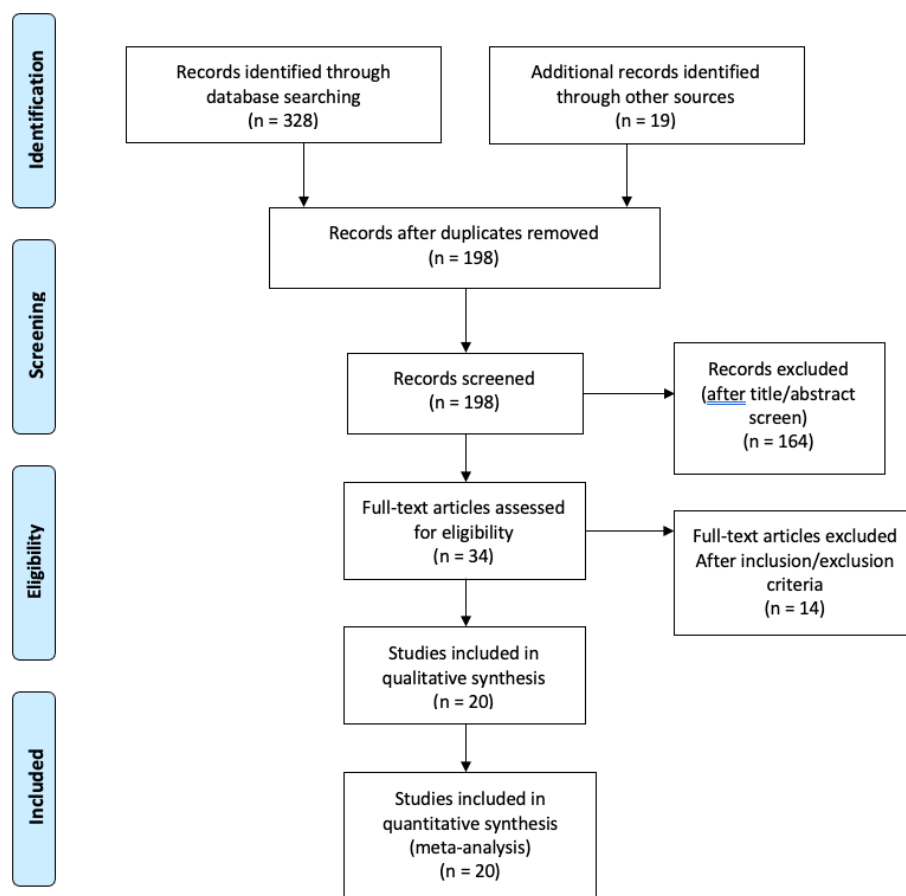 Identification
Records identified through
database searching
(n = 328)
Additional records identified
through other sources
(n = 19)
Records after duplicates removed
(n = 198)
Screening
Records screened
(n = 198)
Records excluded
(after title/abstract
screen)
(n = 164)
Eligibility
Full-text articles assessed
for eligibility
(n = 34)
Full-text articles excluded
After inclusion/exclusion
criteria
(n = 14)
Studies included in
qualitative synthesis
(n = 20)
Included
Studies included in
quantitative synthesis
(meta-analysis)
(n = 20)